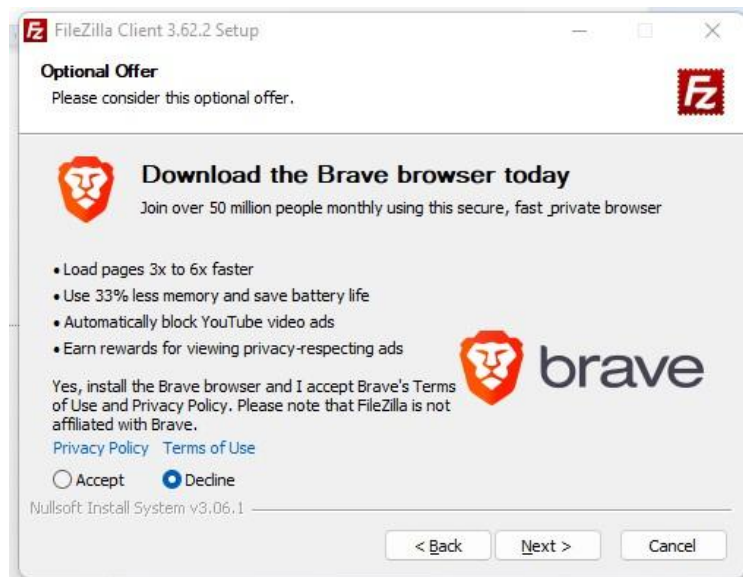 FileZilla Client 3.62.2 Setup
Optional Offer
Please consider this optional offer.
Fz
Download the Brave browser today
Join over 50 million people monthly using this secure, fast ,private browser
• Load pages 3x to 6x faster
• Use 33% less memory and save battery life
• Automatically block YouTube video ads
• Earn rewards for viewing privacy-respecting ads
brave
Yes, install the Brave browser and I accept Brave's Terms
of Use and Privacy Policy. Please note that FileZilla is not
affiliated with Brave.
Privacy Policy Terms of Use
Accept Decline
Nullsoft Install System v3.06.1
< Back Next > Cancel